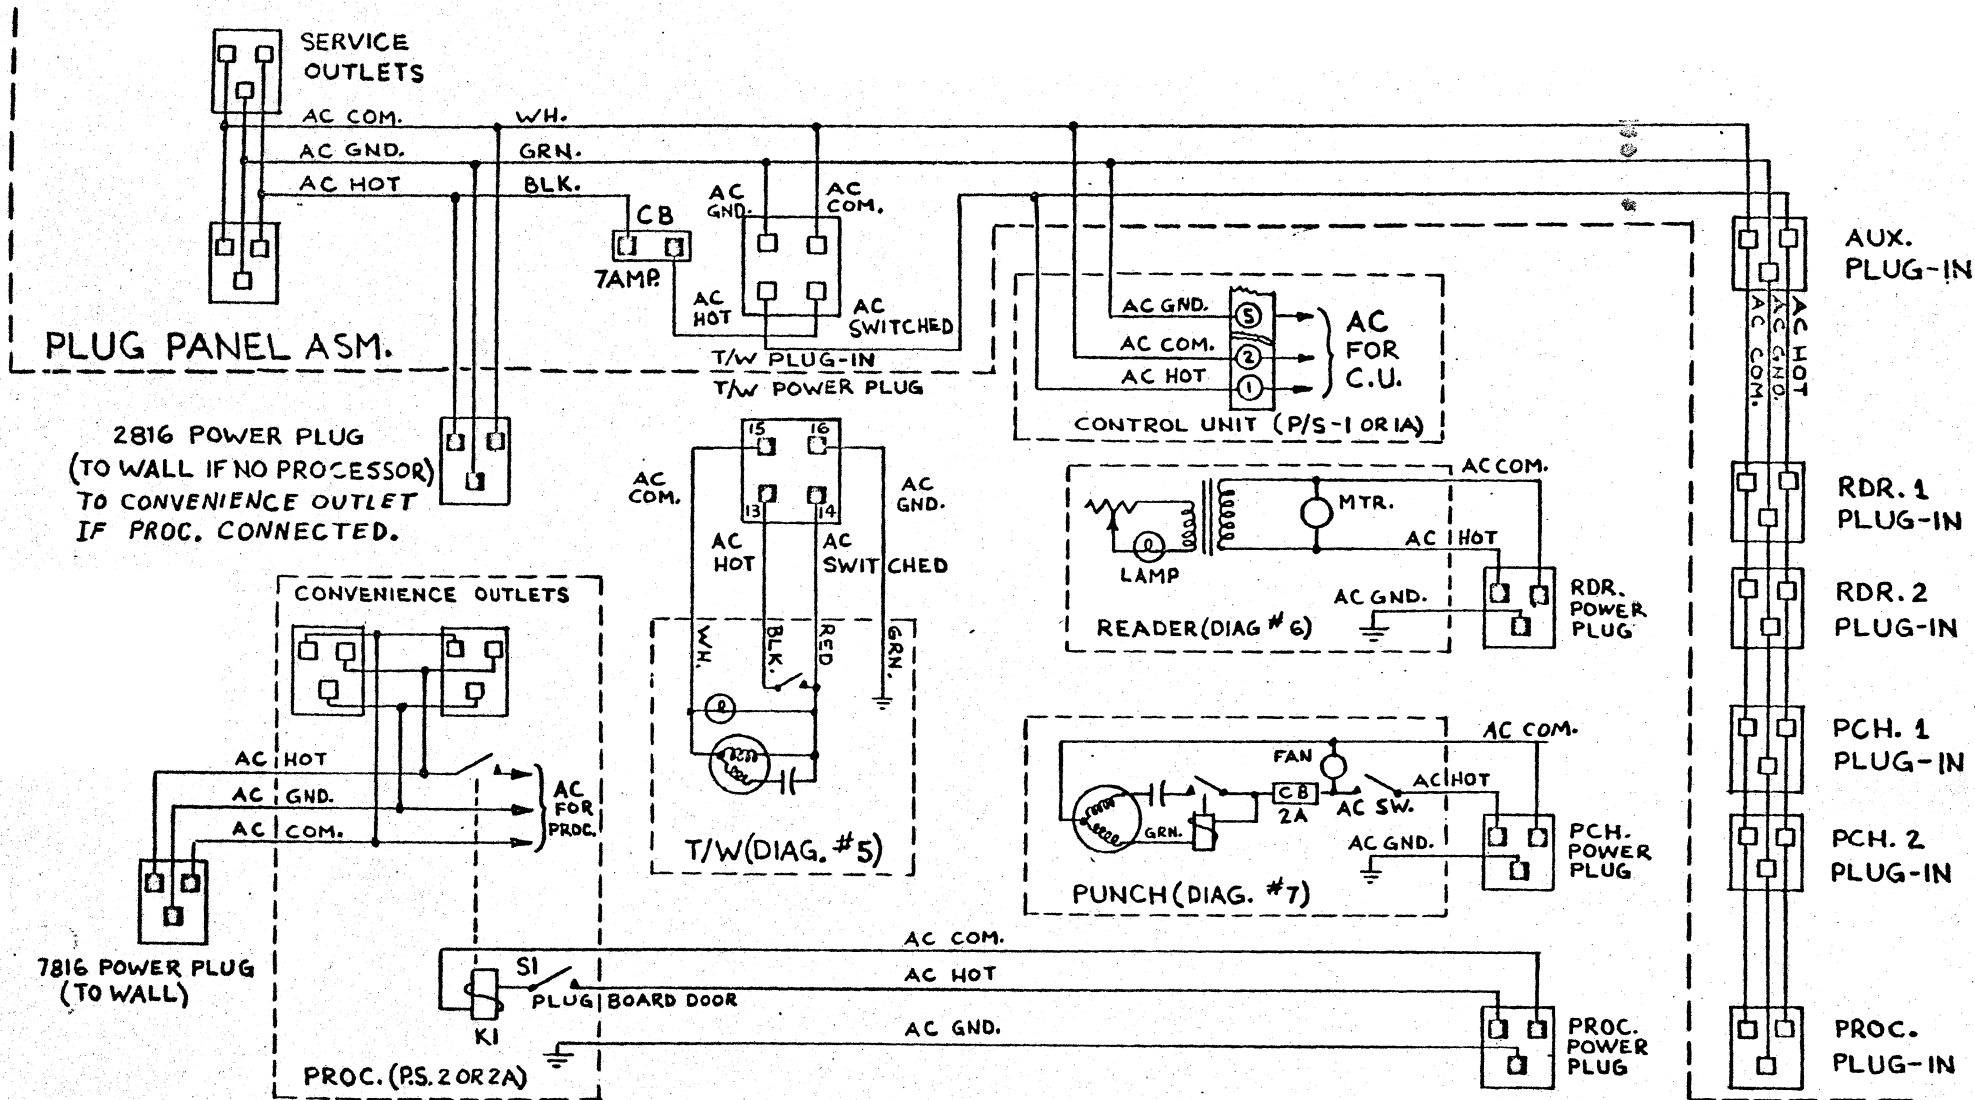 SERVICE
OUTLETS
AC COM.
WH.
AC GND.
GRN.
AC HOT
BLK.
CB
7AMP.
AC
GND.
AC
COM.
AC
HOT
AC
SWITCHED
PLUG PANEL ASM.
T/W PLUG-IN
T/W POWER PLUG
AC GND.
5
AC COM.
2
AC HOT
1
AC
FOR
C.U.
CONTROL UNIT (P/S-1 OR 1A)
AUX.
PLUG-IN
AC COM.
AC GND.
AC HOT
2816 POWER PLUG
(TO WALL IF NO PROCESSOR)
TO CONVENIENCE OUTLET
IF PROC. CONNECTED.
15
16
13
14
AC
COM.
AC
GND.
AC
HOT
AC
SWITCHED
WH.
BLK.
RED
GRN.
T/W (DIAG. #5)
AC COM.
MTR.
AC HOT
LAMP
AC GND.
READER (DIAG #6)
RDR.
POWER
PLUG
RDR. 1
PLUG-IN
RDR. 2
PLUG-IN
CONVENIENCE OUTLETS
AC HOT
AC GND.
AC COM.
AC
FOR
PROC.
7816 POWER PLUG
(TO WALL)
AC COM.
FAN
AC HOT
CB
2A
AC SW.
GRN.
AC GND.
PUNCH (DIAG. #7)
PCH.
POWER
PLUG
PCH. 1
PLUG-IN
PCH. 2
PLUG-IN
AC COM.
S1
AC HOT
PLUG BOARD DOOR
K1
AC GND.
PROC. (P.S. 2 OR 2A)
PROC.
POWER
PLUG
PROC.
PLUG-IN